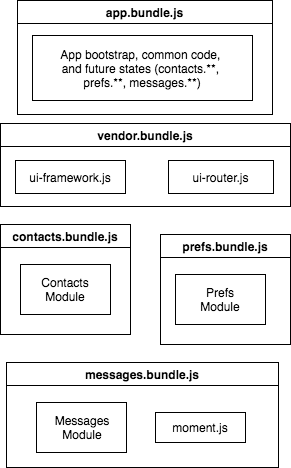 app.bundle.js
App bootstrap, common code,
and future states (contacts.**,
prefs.**, messages.**)
vendor.bundle.js
ui-framework.js
ui-router.js
contacts.bundle.js
Contacts
Module
prefs.bundle.js
Prefs
Module
messages.bundle.js
Messages
Module
moment.js